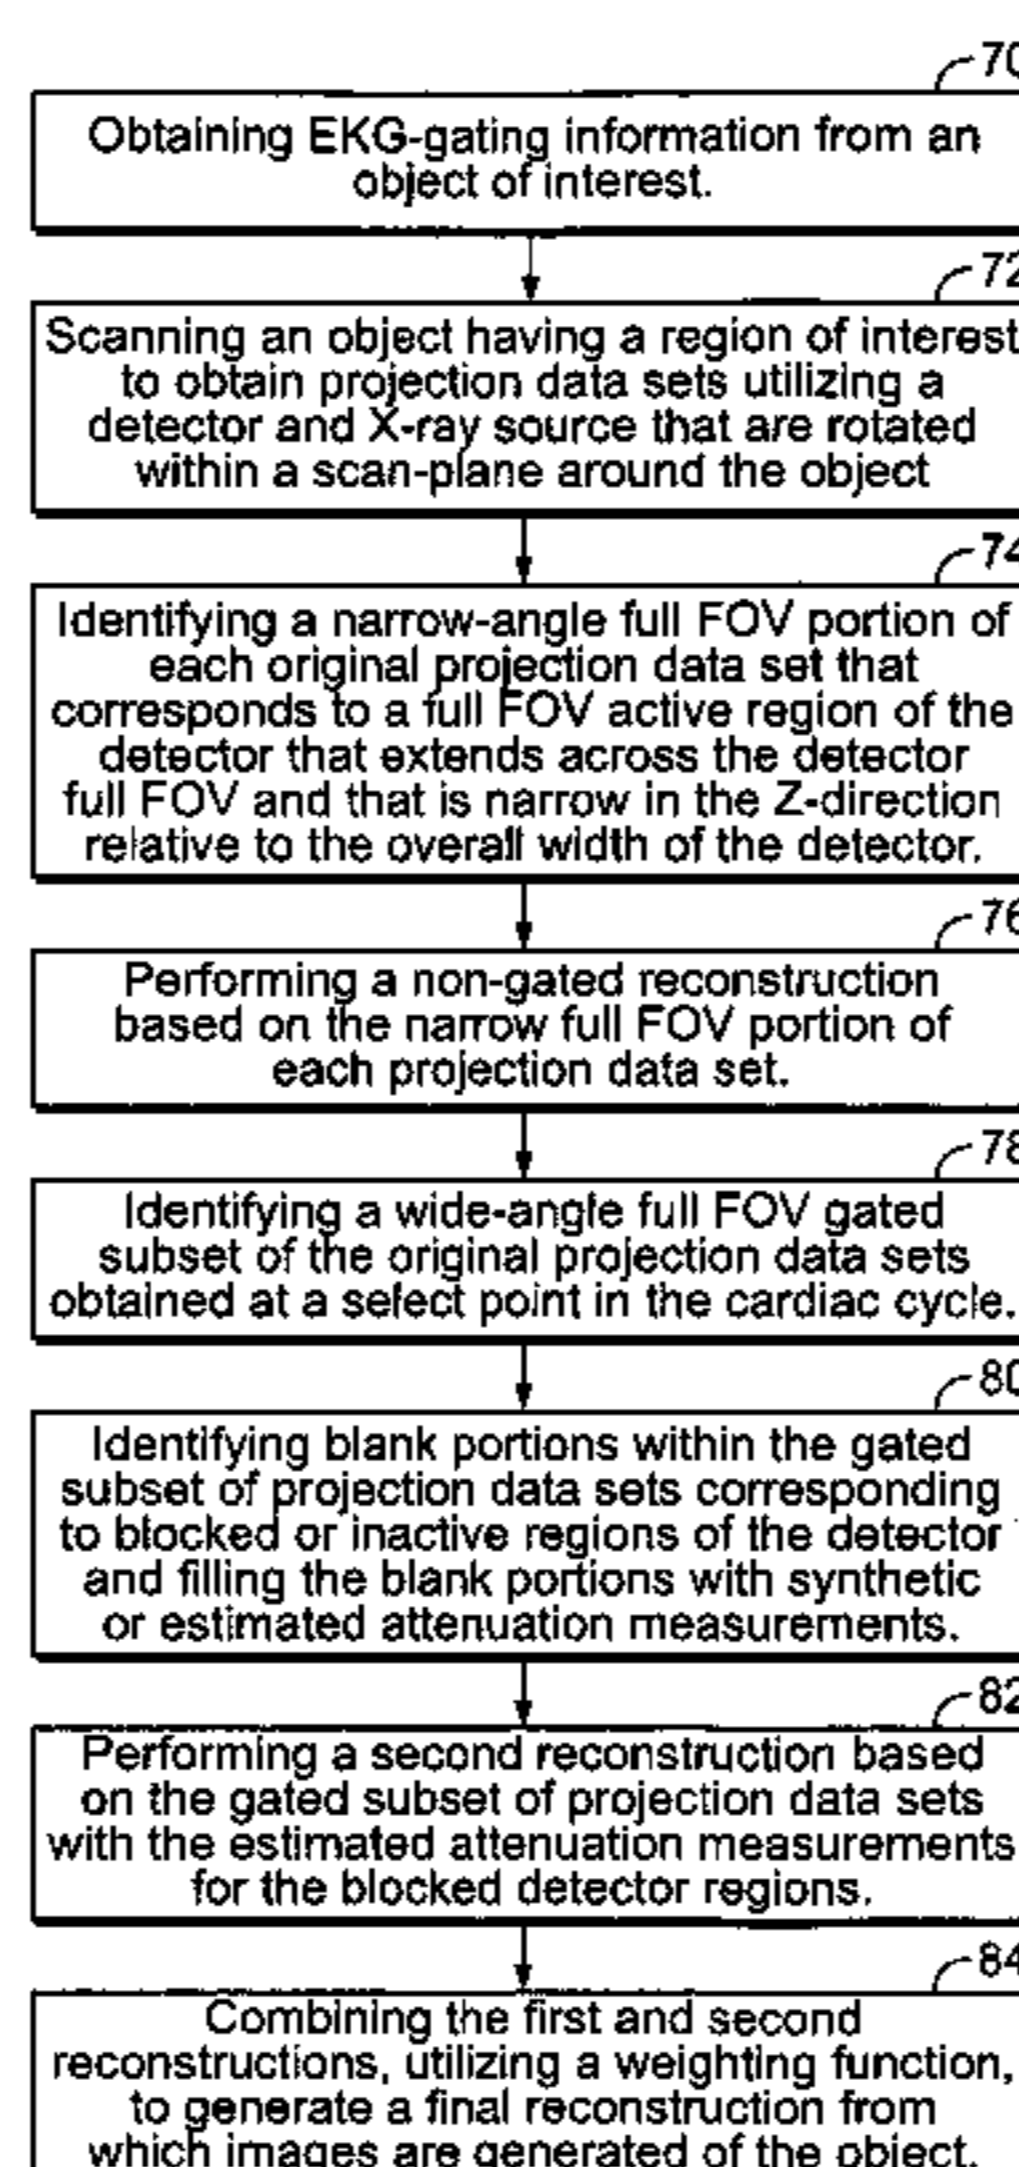 70
Obtaining EKG-gating information from an
object of interest.
72
Scanning an object having a region of interest
to obtain projection data sets utilizing a
detector and X-ray source that are rotated
within a scan-plane around the object
74
Identifying a narrow-angle full FOV portion of
each original projection data set that
corresponds to a full FOV active region of the
detector that extends across the detector
full FOV and that is narrow in the Z-direction
relative to the overall width of the detector.
76
Performing a non-gated reconstruction
based on the narrow full FOV portion of
each projection data set.
78
Identifying a wide-angle full FOV gated
subset of the original projection data sets
obtained at a select point in the cardiac cycle.
80
Identifying blank portions within the gated
subset of projection data sets corresponding
to blocked or inactive regions of the detector
and filling the blank portions with synthetic
or estimated attenuation measurements.
82
Performing a second reconstruction based
on the gated subset of projection data sets
with the estimated attenuation measurements
for the blocked detector regions.
84
Combining the first and second
reconstructions, utilizing a weighting function,
to generate a final reconstruction from
which images are generated of the object.